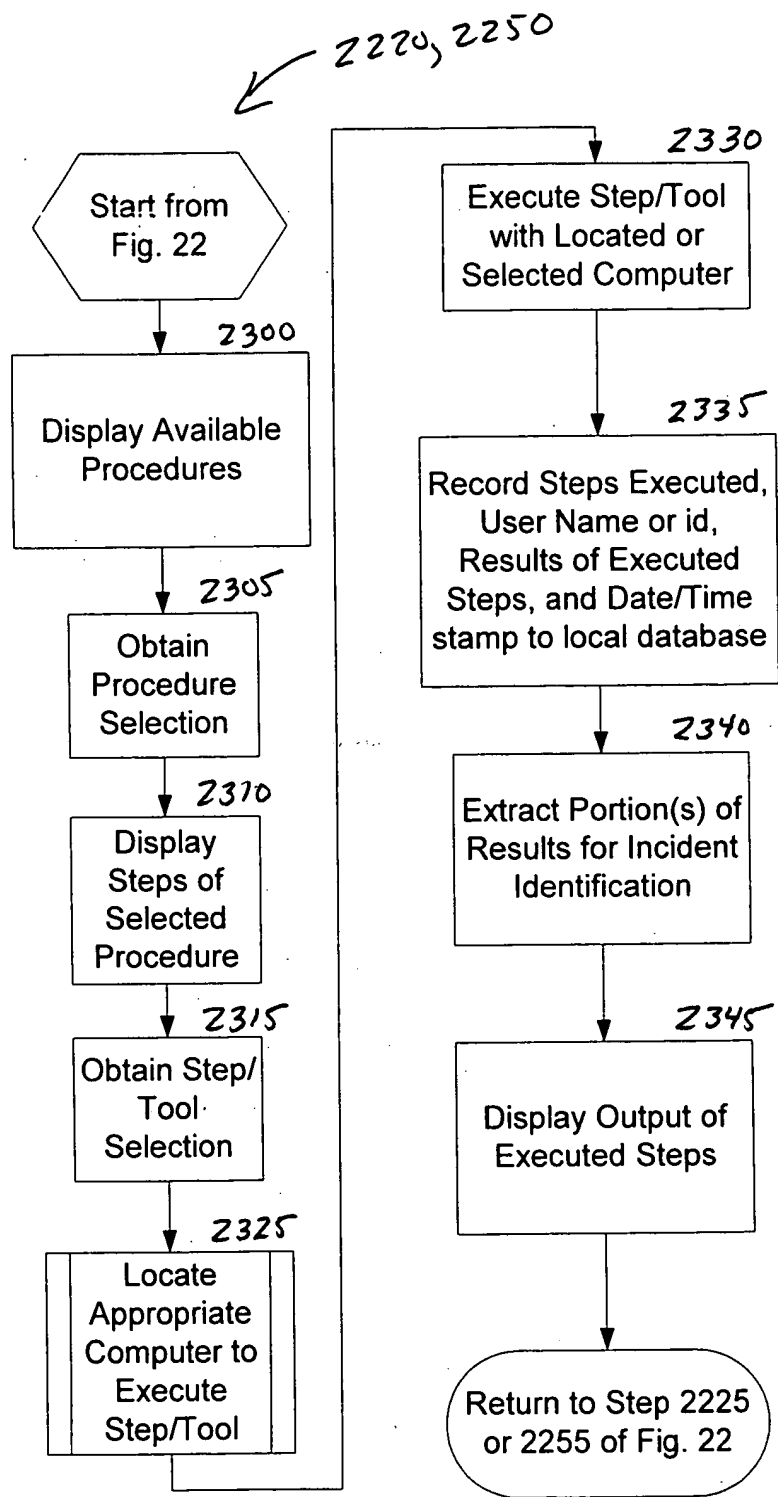 2220, 2250
Start from
Fig. 22
2300
Display Available
Procedures
2305
Obtain
Procedure
Selection
2310
Display
Steps of
Selected
Procedure
2315
Obtain Step/
Tool
Selection
2325
Locate
Appropriate
Computer to
Execute
Step/Tool
2330
Execute Step/Tool
with Located or
Selected Computer
2335
Record Steps Executed,
User Name or id,
Results of Executed
Steps, and Date/Time
stamp to local database
2340
Extract Portion(s) of
Results for Incident
Identification
2345
Display Output of
Executed Steps
Return to Step 2225
or 2255 of Fig. 22